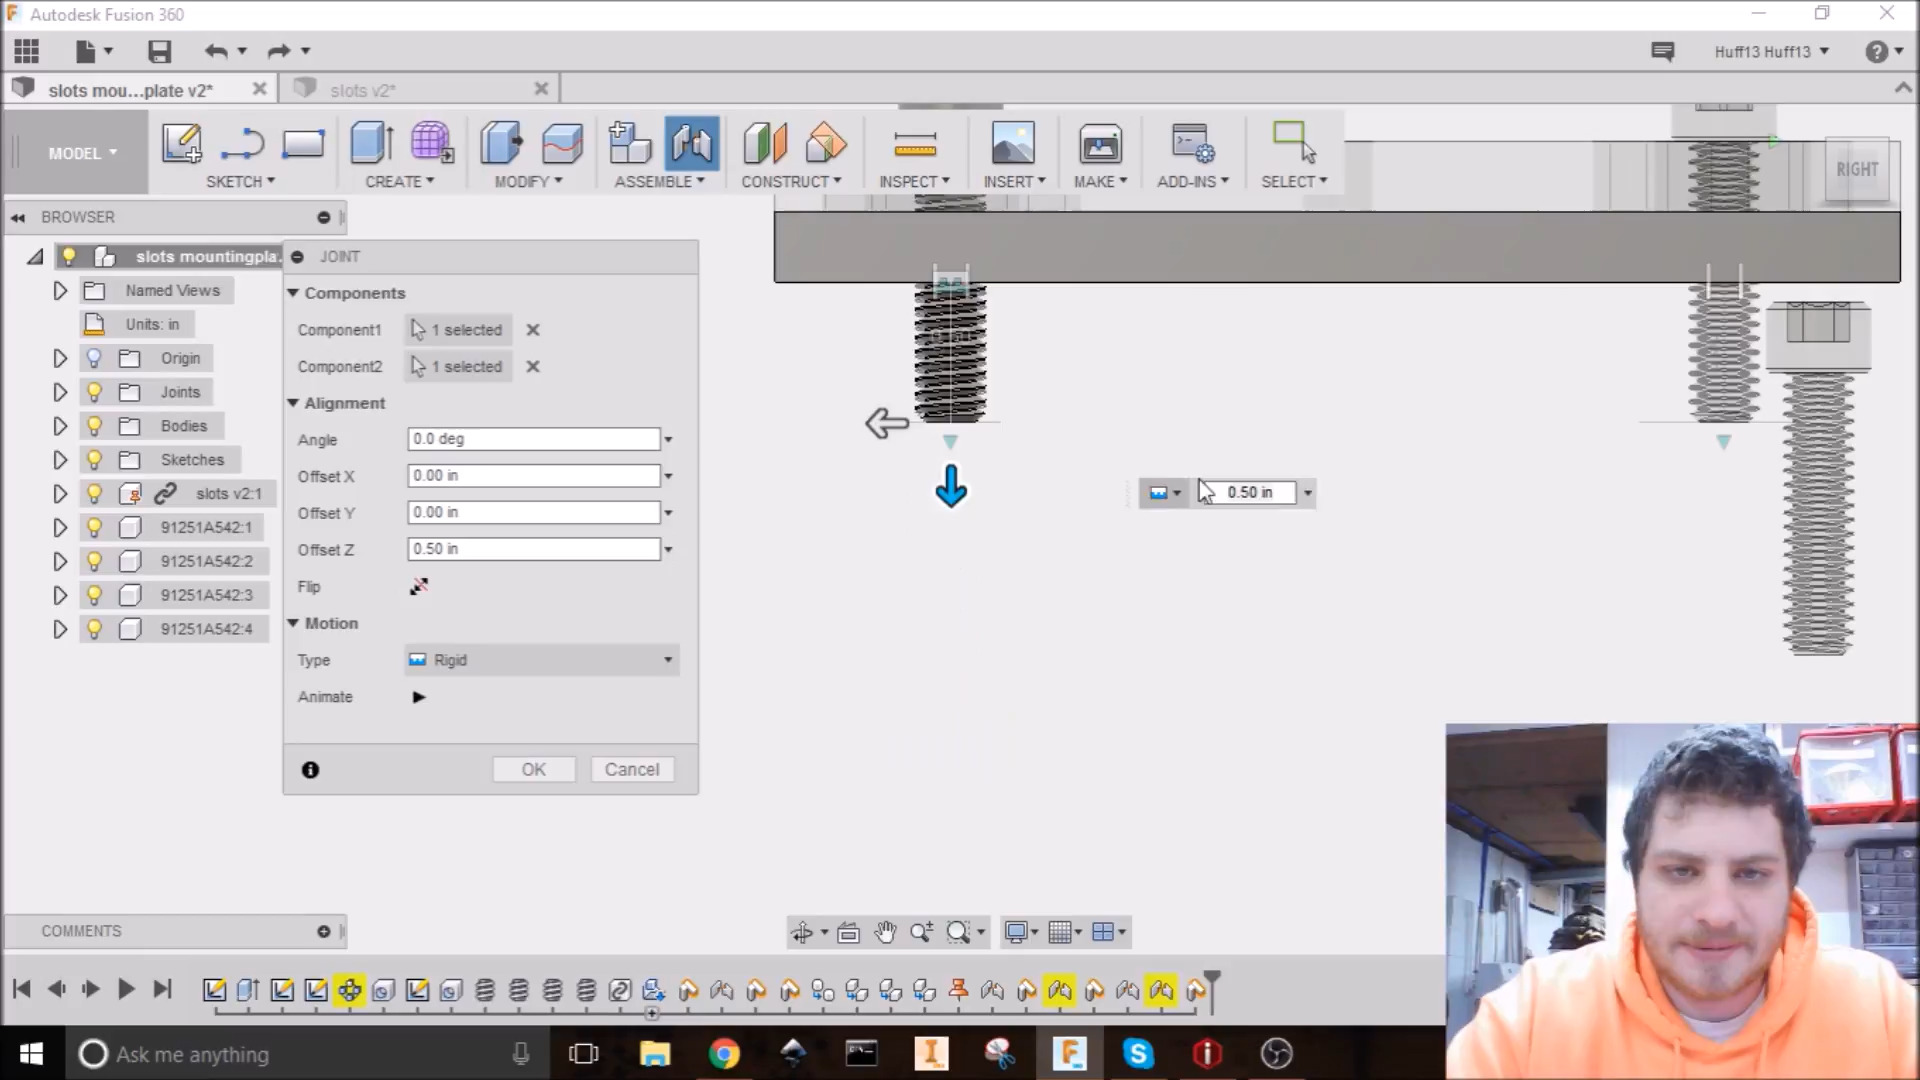 Autodesk Fusion 360
Huff13 Huff13
slots mou...plate v2*
slots v2*
MODEL
SKETCH
CREATE
MODIFY
ASSEMBLE
CONSTRUCT
INSPECT
INSERT
MAKE
ADD-INS
SELECT
RIGHT
BROWSER
slots mountingpla.
Named Views
Units: in
Origin
Joints
Bodies
Sketches
slots v2:1
91251A542:1
91251A542:2
91251A542:3
91251A542:4
JOINT
Components
Component1
1 selected
Component2
1 selected
Alignment
Angle
0.0 deg
Offset X
0.00 in
Offset Y
0.00 in
Offset Z
0.50 in
Flip
Motion
Type
Rigid
Animate
OK
Cancel
0.50 in
COMMENTS
Ask me anything